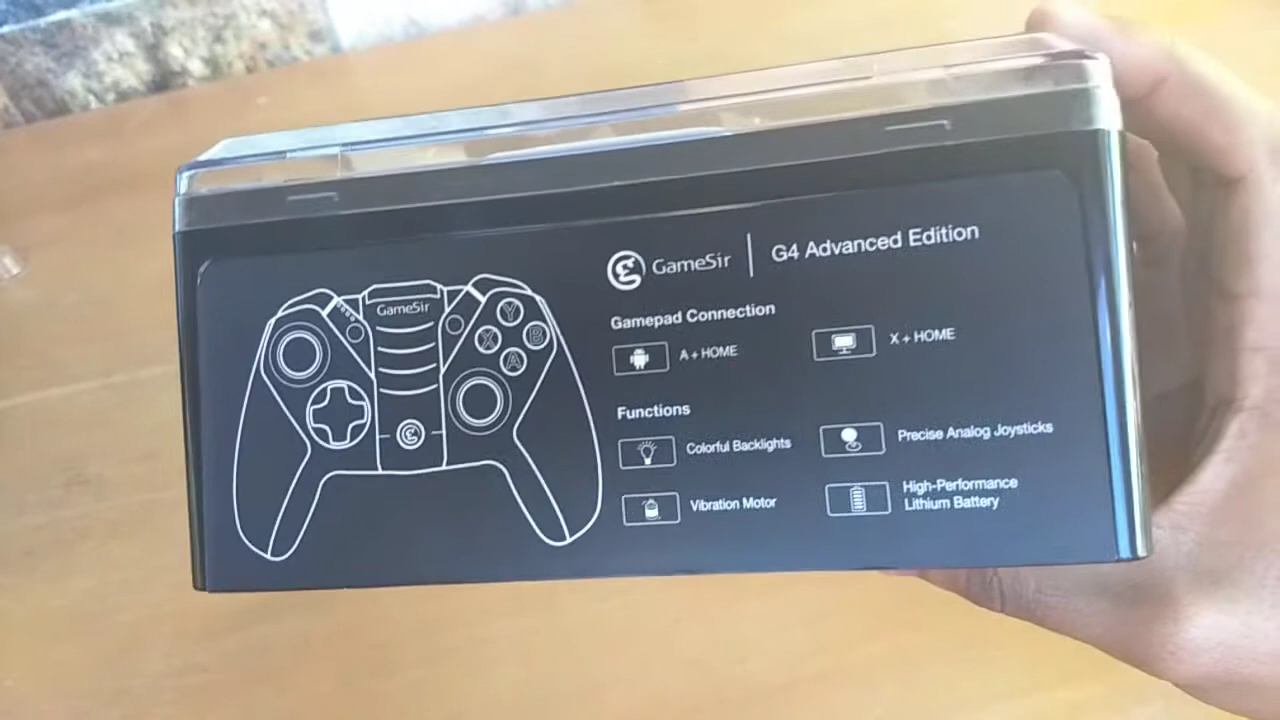 GameSir
Y
X
B
A
GameSir | G4 Advanced Edition
Gamepad Connection
A + HOME
X + HOME
Functions
Colorful Backlights
Precise Analog Joysticks
Vibration Motor
High-Performance
Lithium Battery